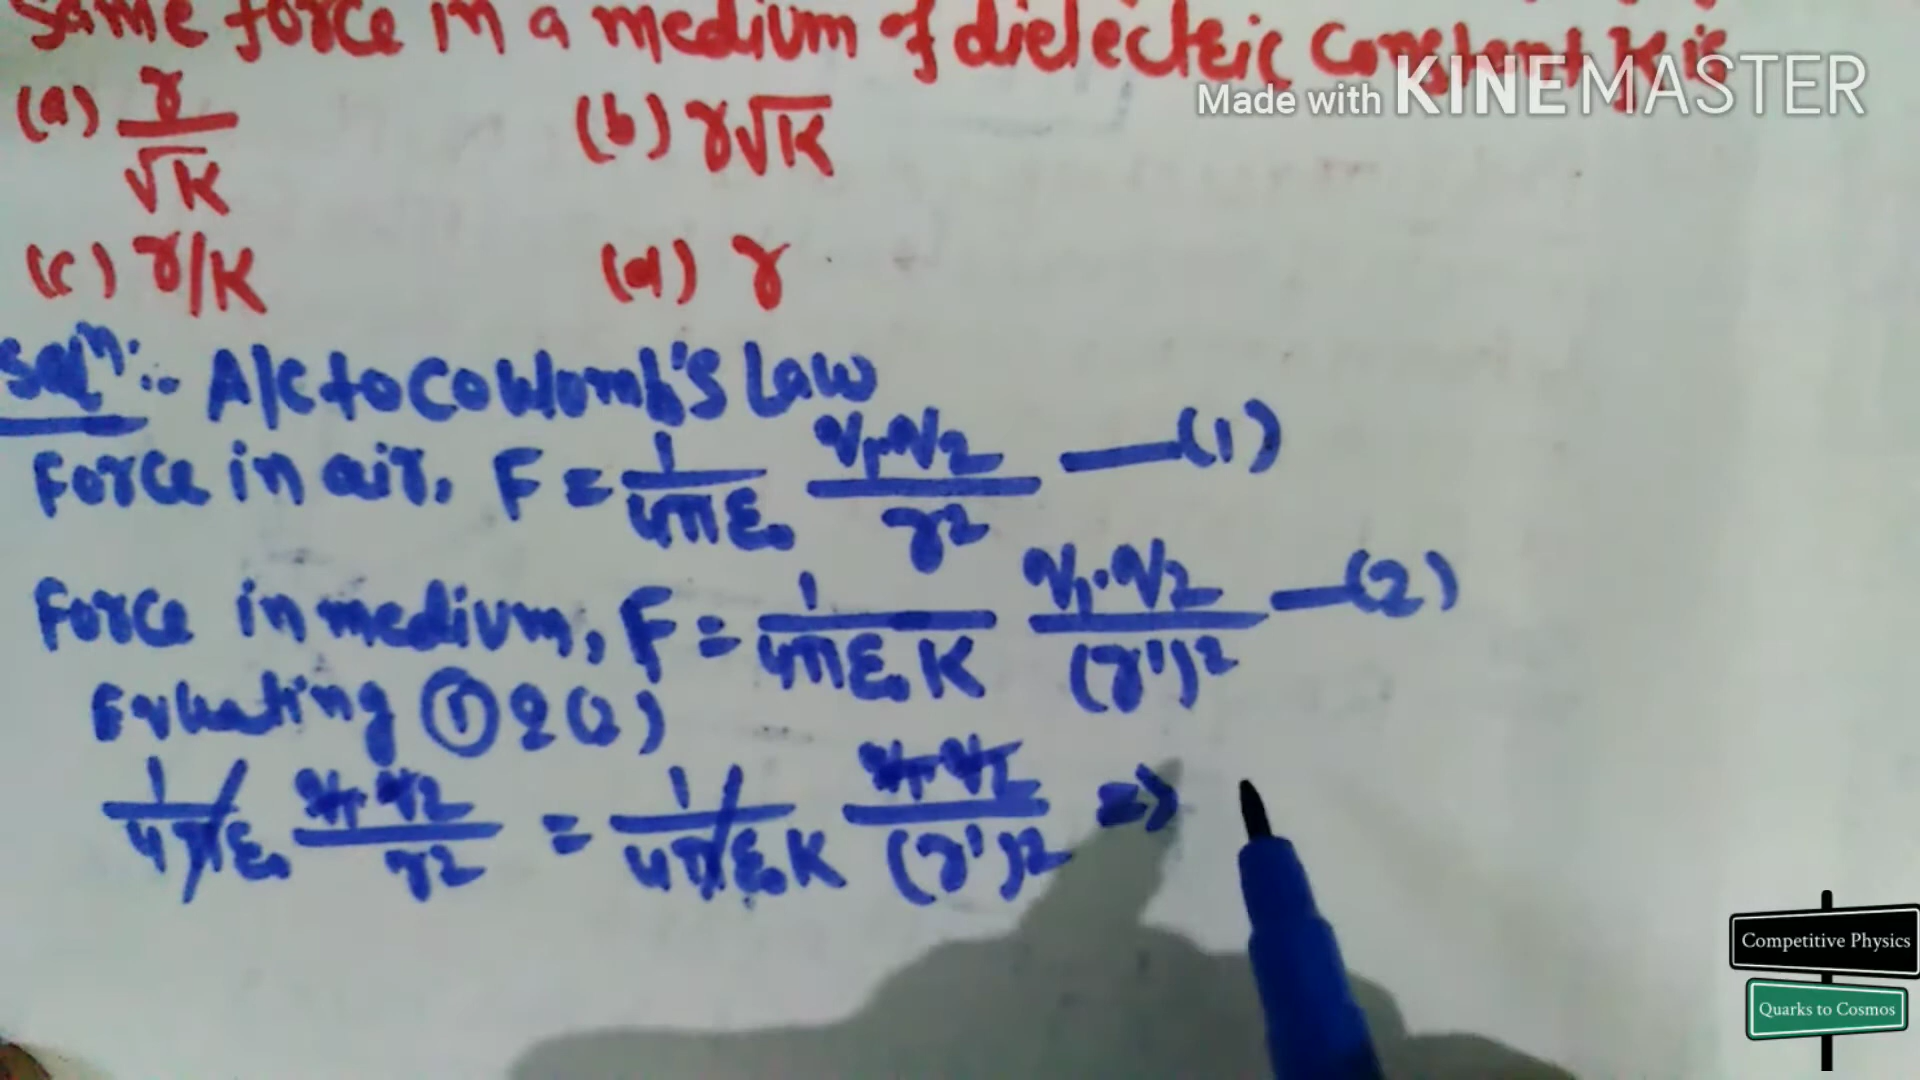 Same force in a medium of dielectric constant K is
Made with KINEMASTER
(a) r/√K (b) r√K
(c) r/K (d) r
Solⁿ:- A/c to Coulomb's Law
Force in air, F = 1/4πε₀ q₁.q₂/r² —(1)
Force in medium, F = 1/4πε₀K q₁.q₂/(r')² —(2)
Equating ① & (2)
1/4πε₀ q₁.q₂/r² = 1/4πε₀K q₁.q₂/(r')² ⇒
Competitive Physics
Quarks to Cosmos